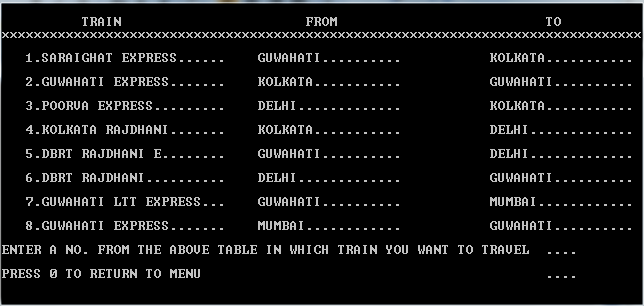 TRAIN FROM TO
xxxxxxxxxxxxxxxxxxxxxxxxxxxxxxxxxxxxxxxxxxxxxxxxxxxxxxxxxxxxxxxxxxxxxxxxxxxxxxxx
1.SARAIGHAT EXPRESS...... GUWAHATI.......... KOLKATA...........
2.GUWAHATI EXPRESS....... KOLKATA........... GUWAHATI..........
3.POORVA EXPRESS......... DELHI............. KOLKATA...........
4.KOLKATA RAJDHANI....... KOLKATA........... DELHI.............
5.DBRT RAJDHANI E........ GUWAHATI.......... DELHI.............
6.DBRT RAJDHANI.......... DELHI............. GUWAHATI..........
7.GUWAHATI LTT EXPRESS... GUWAHATI.......... MUMBAI............
8.GUWAHATI EXPRESS....... MUMBAI............ GUWAHATI..........
ENTER A NO. FROM THE ABOVE TABLE IN WHICH TRAIN YOU WANT TO TRAVEL ....
PRESS 0 TO RETURN TO MENU ....